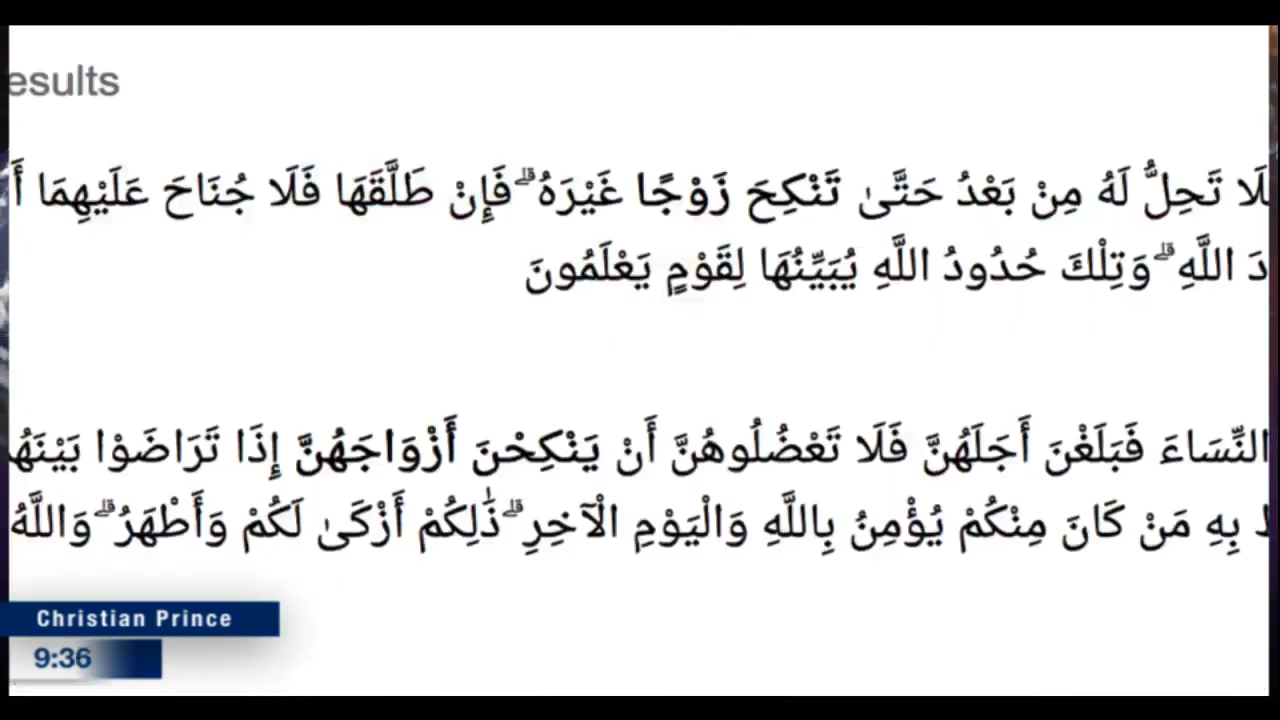 esults
لَا تَحِلُّ لَهُ مِنْ بَعْدُ حَتَّىٰ تَنْكِحَ زَوْجًا غَيْرَهُ ۗ فَإِنْ طَلَّقَهَا فَلَا جُنَاحَ عَلَيْهِمَا أَ
دَ اللَّهِ ۗ وَتِلْكَ حُدُودُ اللَّهِ يُبَيِّنُهَا لِقَوْمٍ يَعْلَمُونَ
النِّسَاءَ فَبَلَغْنَ أَجَلَهُنَّ فَلَا تَعْضُلُوهُنَّ أَنْ يَنْكِحْنَ أَزْوَاجَهُنَّ إِذَا تَرَاضَوْا بَيْنَهُ
بِهِ مَنْ كَانَ مِنْكُمْ يُؤْمِنُ بِاللَّهِ وَالْيَوْمِ الْآخِرِ ۗ ذَٰلِكُمْ أَزْكَىٰ لَكُمْ وَأَطْهَرُ ۗ وَاللَّهُ
Christian Prince
9:36